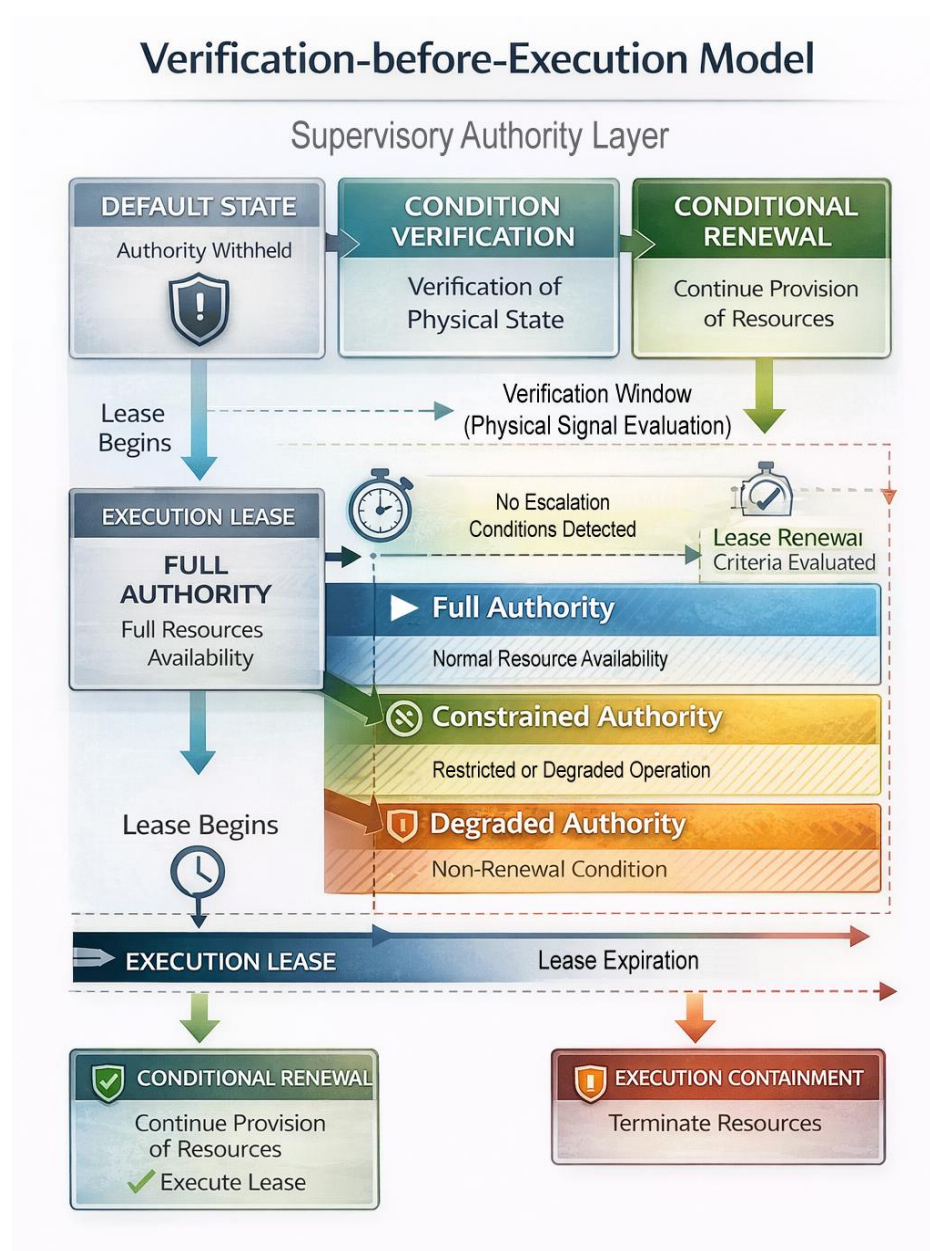 Verification-before-Execution Model
Supervisory Authority Layer
DEFAULT STATE
Authority Withheld
CONDITION
VERIFICATION
Verification of
Physical State
CONDITIONAL
RENEWAL
Continue Provision
of Resources
Lease
Begins
Verification Window
(Physical Signal Evaluation)
EXECUTION LEASE
FULL
AUTHORITY
Full Resources
Availability
No Escalation
Conditions Detected
Lease Renewal
Criteria Evaluated
Full Authority
Normal Resource Availability
Constrained Authority
Restricted or Degraded Operation
Degraded Authority
Non-Renewal Condition
Lease Begins
EXECUTION LEASE
Lease Expiration
CONDITIONAL RENEWAL
Continue Provision
of Resources
Execute Lease
EXECUTION CONTAINMENT
Terminate Resources